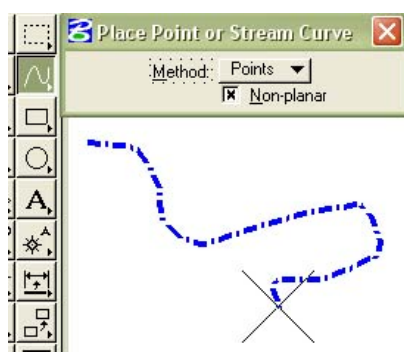 Place Point or Stream Curve
Method: Points
Non-planar
A
A